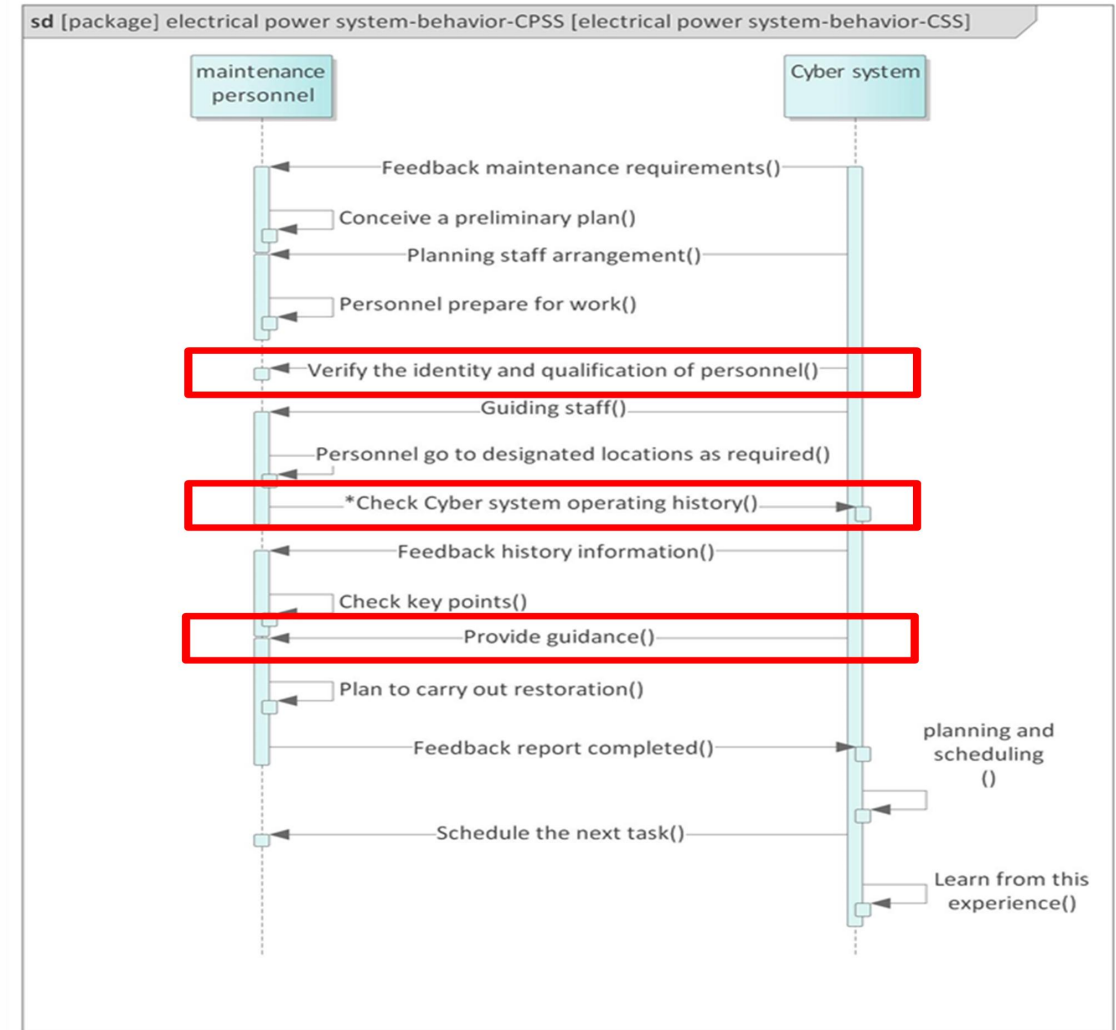 sd [package] electrical power system-behavior-CPSS [electrical power system-behavior-CSS]
maintenance
personnel
Cyber system
Feedback maintenance requirements()
Conceive a preliminary plan()
Planning staff arrangement()
Personnel prepare for work()
Verify the identity and qualification of personnel()
Guiding staff()
Personnel go to designated locations as required()
*Check Cyber system operating history()
Feedback history information()
Check key points()
Provide guidance()
Plan to carry out restoration()
Feedback report completed()
planning and
scheduling
()
Schedule the next task()
Learn from this
experience()